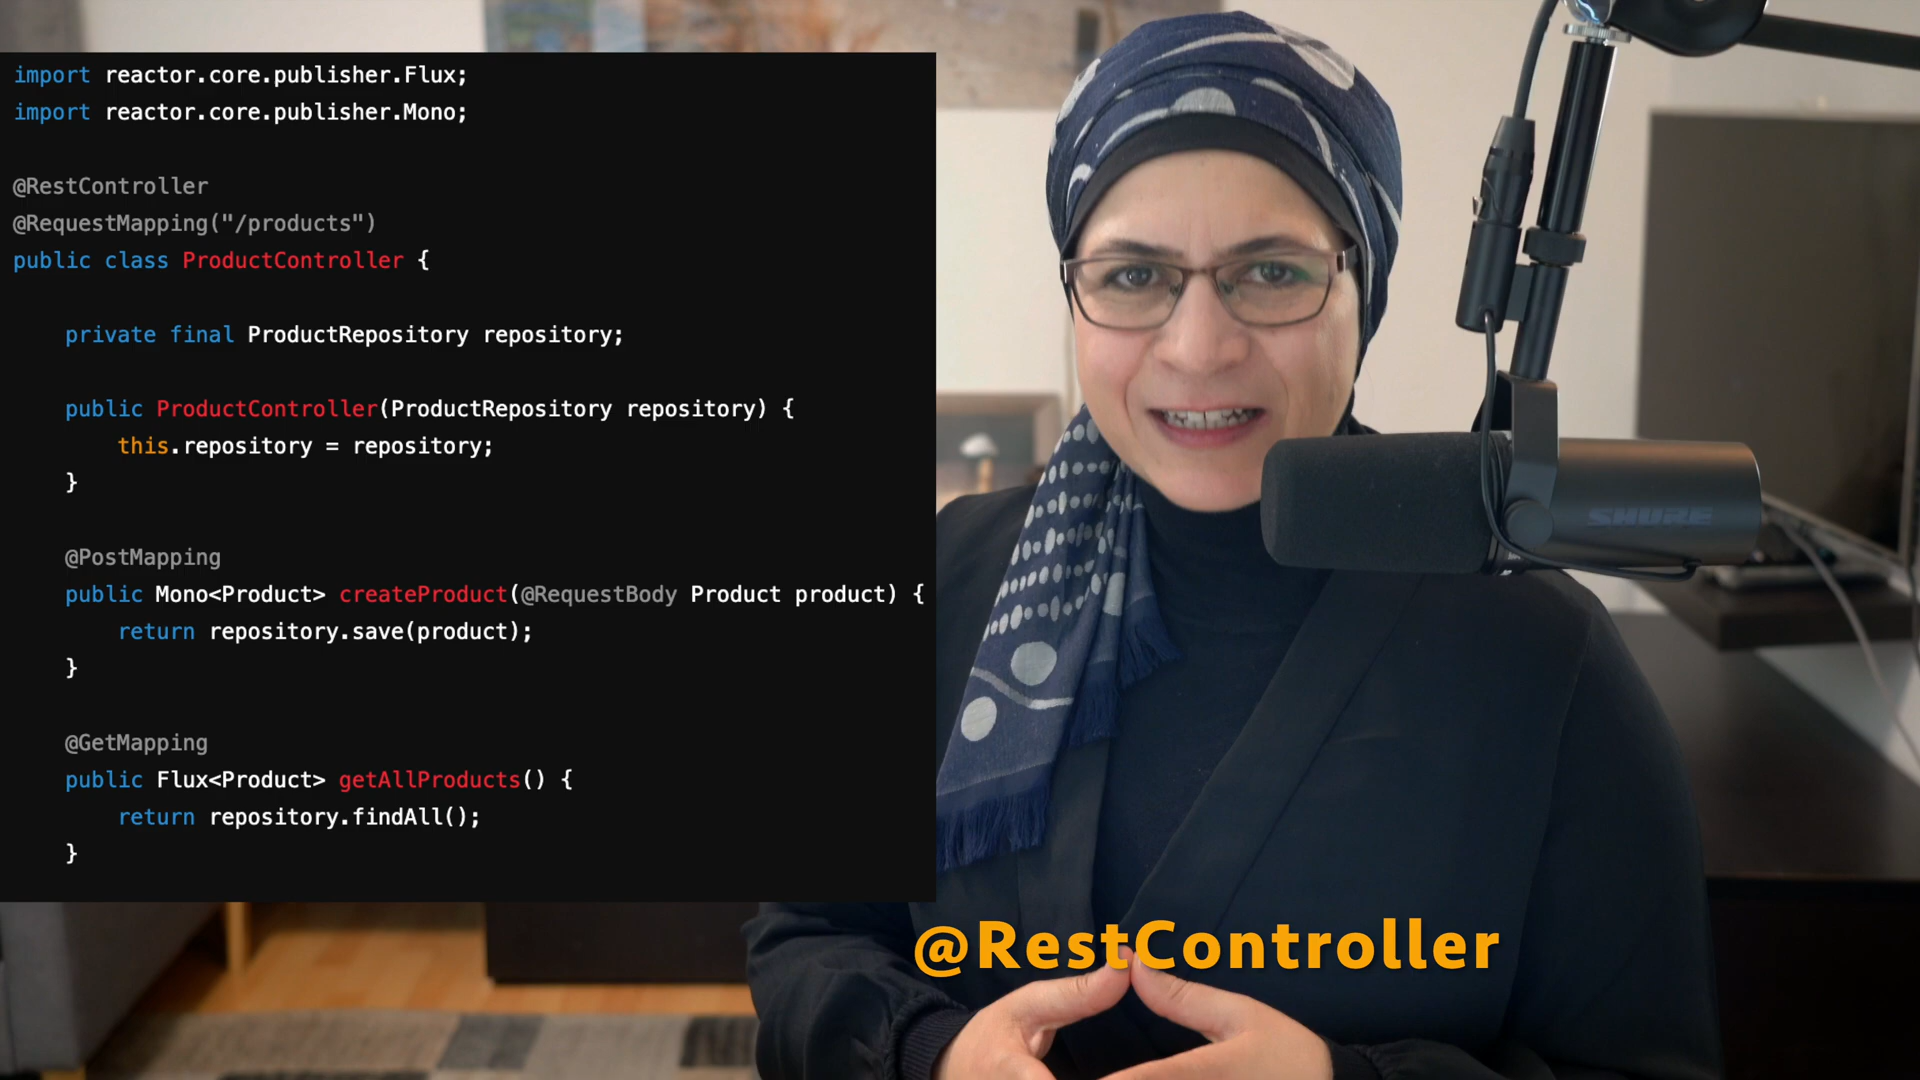 import reactor.core.publisher.Flux;
import reactor.core.publisher.Mono;
@RestController
@RequestMapping("/products")
public class ProductController {
private final ProductRepository repository;
public ProductController(ProductRepository repository) {
this.repository = repository;
}
@PostMapping
public Mono<Product> createProduct(@RequestBody Product product) {
return repository.save(product);
}
@GetMapping
public Flux<Product> getAllProducts() {
return repository.findAll();
}
SHURE
@RestController